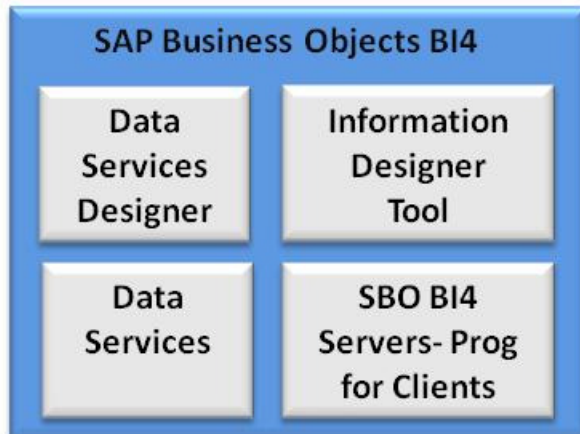 SAP Business Objects BI4
Data
Services
Designer
Information
Designer
Tool
Data
Services
SBO BI4
Servers- Prog
for Clients